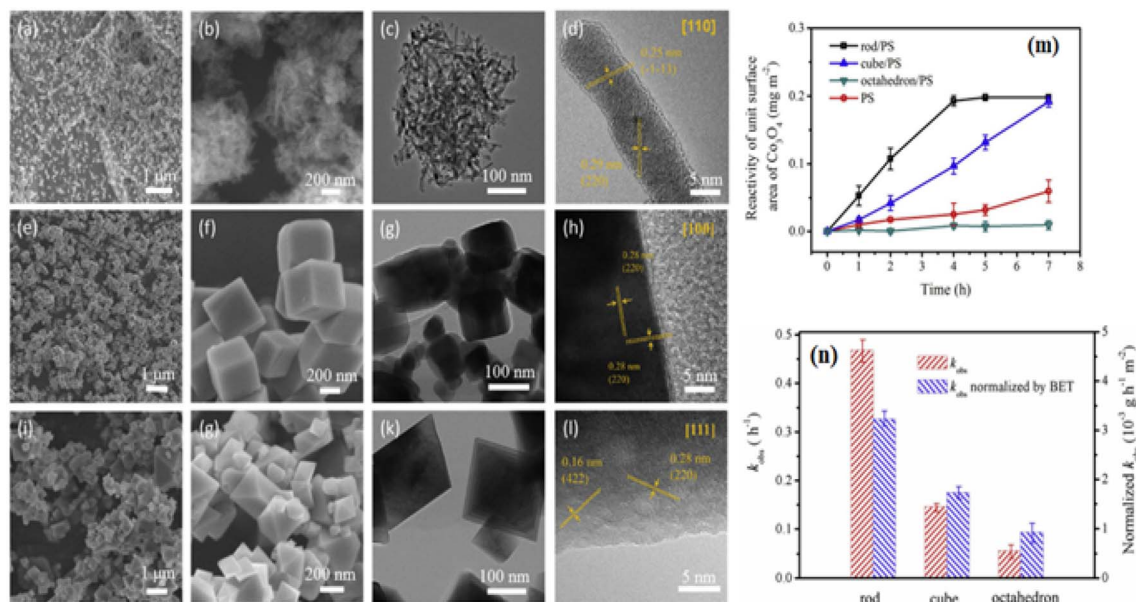 (a)
1 μm
(b)
200 nm
(c)
100 nm
(d)
[110]
0.25 nm
(-1-13)
(220)
5 nm
(e)
1 μm
(f)
200 nm
(g)
100 nm
(h)
[100]
0.28 nm
(220)
0.28 nm
(220)
5 nm
(i)
1 μm
(g)
200 nm
(k)
100 nm
(l)
[111]
0.16 nm
(422)
0.28 nm
(220)
5 nm
(m)
rod/PS
cube/PS
octahedron/PS
PS
Reactivity of unit surface
area of Co3O4 (mg m-2)
0.3
0.2
0.1
0.0
0 1 2 3 4 5 6 7 8
Time (h)
(n)
kobs
kobs normalized by BET
kobs ( h-1)
0.5
0.4
0.3
0.2
0.1
0.0
5
4
3
2
1
0
Normalized kobs (10-3 g h-1 m-2)
rod cube octahedron